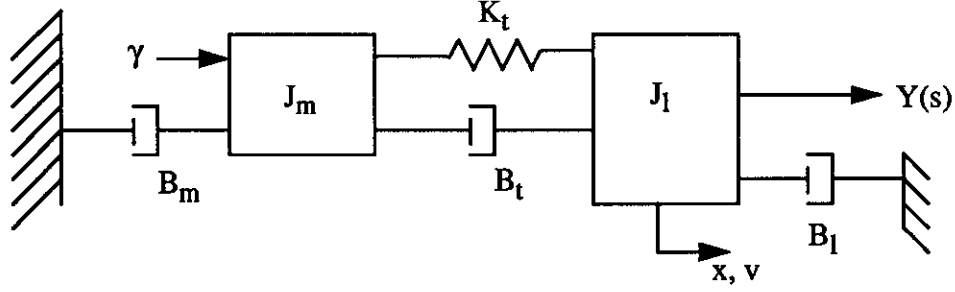 K_t
γ
J_m
J_l
Y(s)
B_m
B_t
B_l
x, v